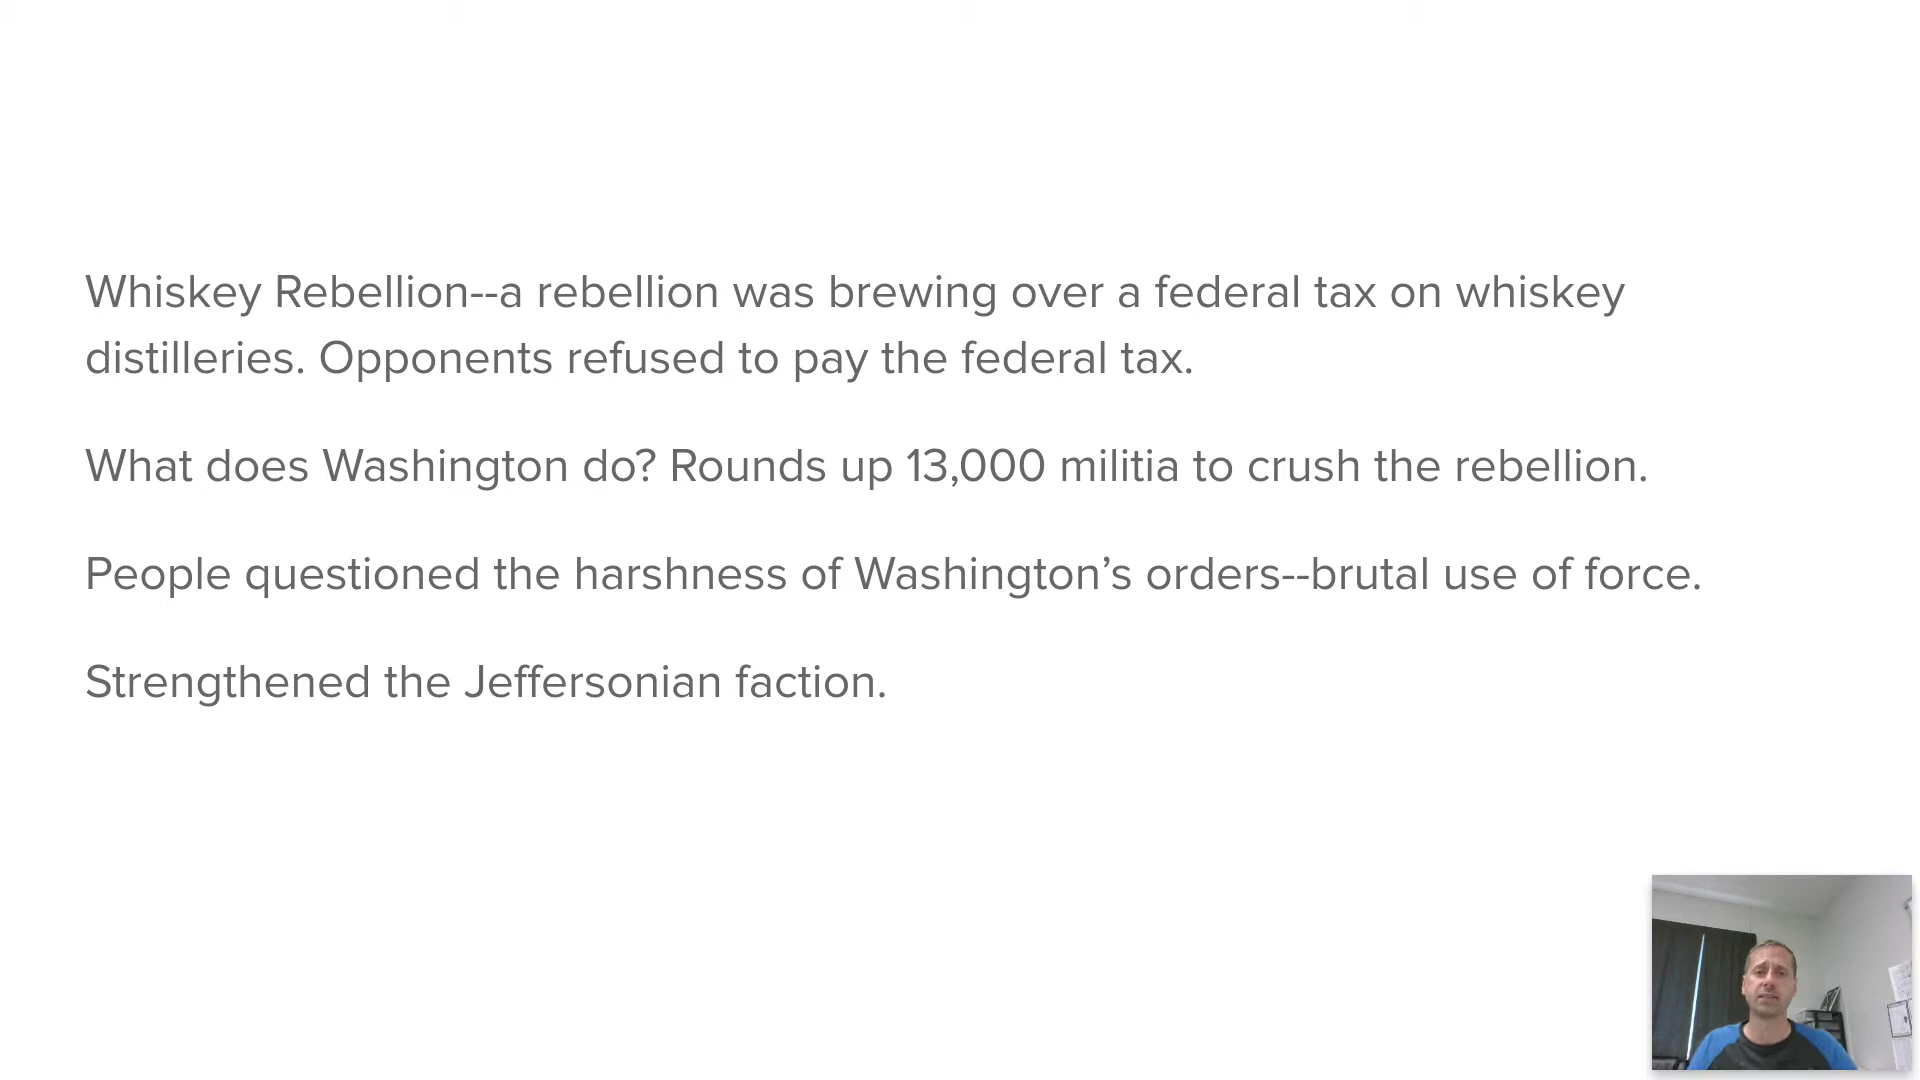 Whiskey Rebellion--a rebellion was brewing over a federal tax on whiskey
distilleries. Opponents refused to pay the federal tax.
What does Washington do? Rounds up 13,000 militia to crush the rebellion.
People questioned the harshness of Washington’s orders--brutal use of force.
Strengthened the Jeffersonian faction.